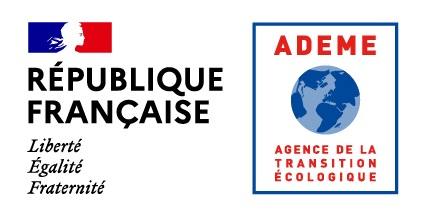 RÉPUBLIQUE
FRANÇAISE
Liberté
Égalité
Fraternité
ADEME
AGENCE DE LA
TRANSITION
ÉCOLOGIQUE